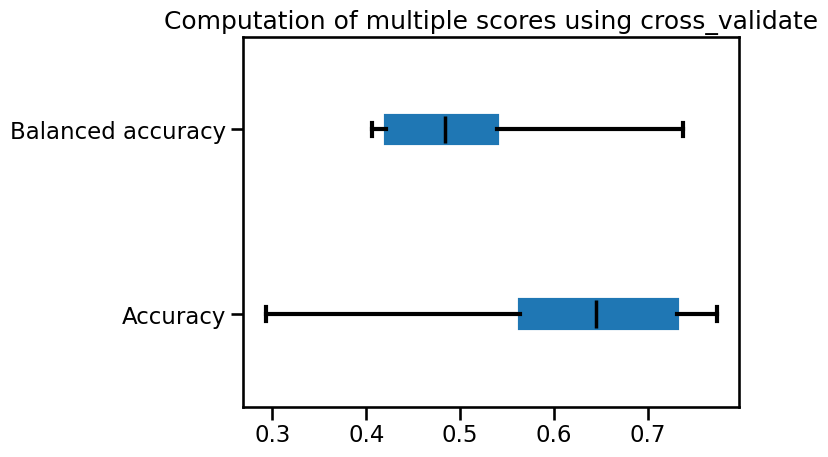 Computation of multiple scores using cross_validate
Balanced accuracy
Accuracy
0.3 0.4 0.5 0.6 0.7